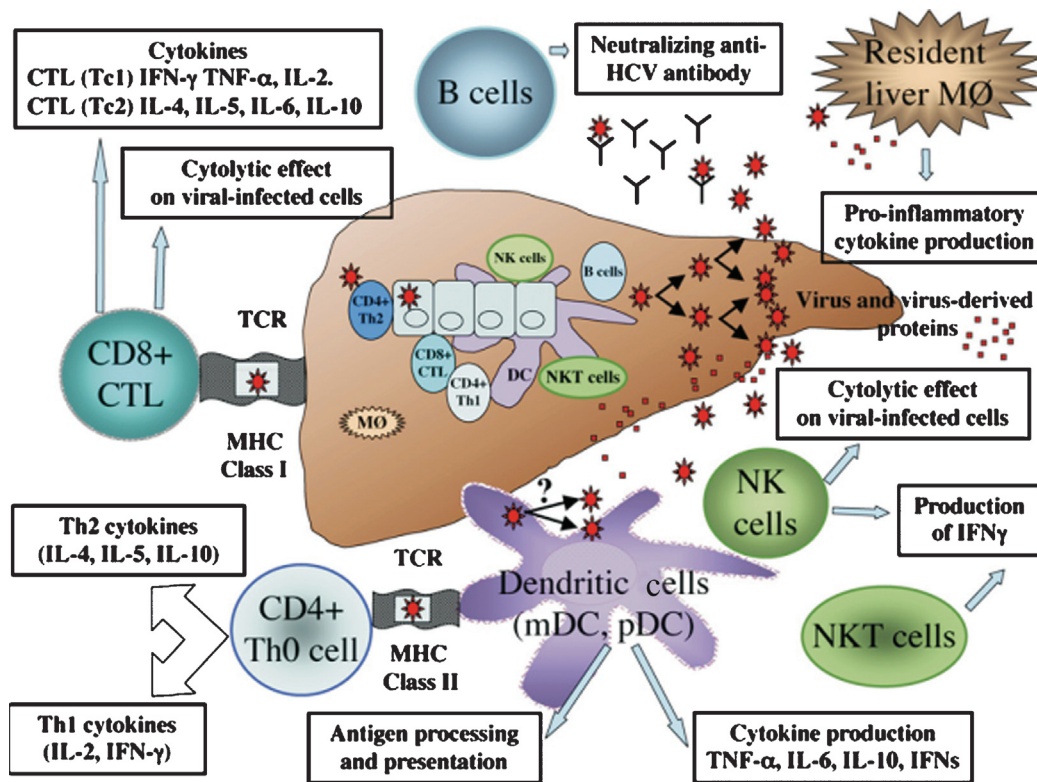 Cytokines
CTL (Tc1) IFN-γ TNF-α, IL-2.
CTL (Tc2) IL-4, IL-5, IL-6, IL-10
B cells
Neutralizing anti-
HCV antibody
Resident
liver MØ
Cytolytic effect
on viral-infected cells
Pro-inflammatory
cytokine production
NK cells
B cells
CD4+
Th2
TCR
Virus and virus-derived
proteins
CD8+
CTL
CD8+
CTL
CD4+
Th1
DC
NKT cells
MØ
MHC
Class I
Cytolytic effect
on viral-infected cells
NK
cells
Production
of IFNγ
?
Th2 cytokines
(IL-4, IL-5, IL-10)
TCR
CD4+
Th0 cell
Dendritic cells
(mDC, pDC)
NKT cells
MHC
Class II
Th1 cytokines
(IL-2, IFN-γ)
Antigen processing
and presentation
Cytokine production
TNF-α, IL-6, IL-10, IFNs